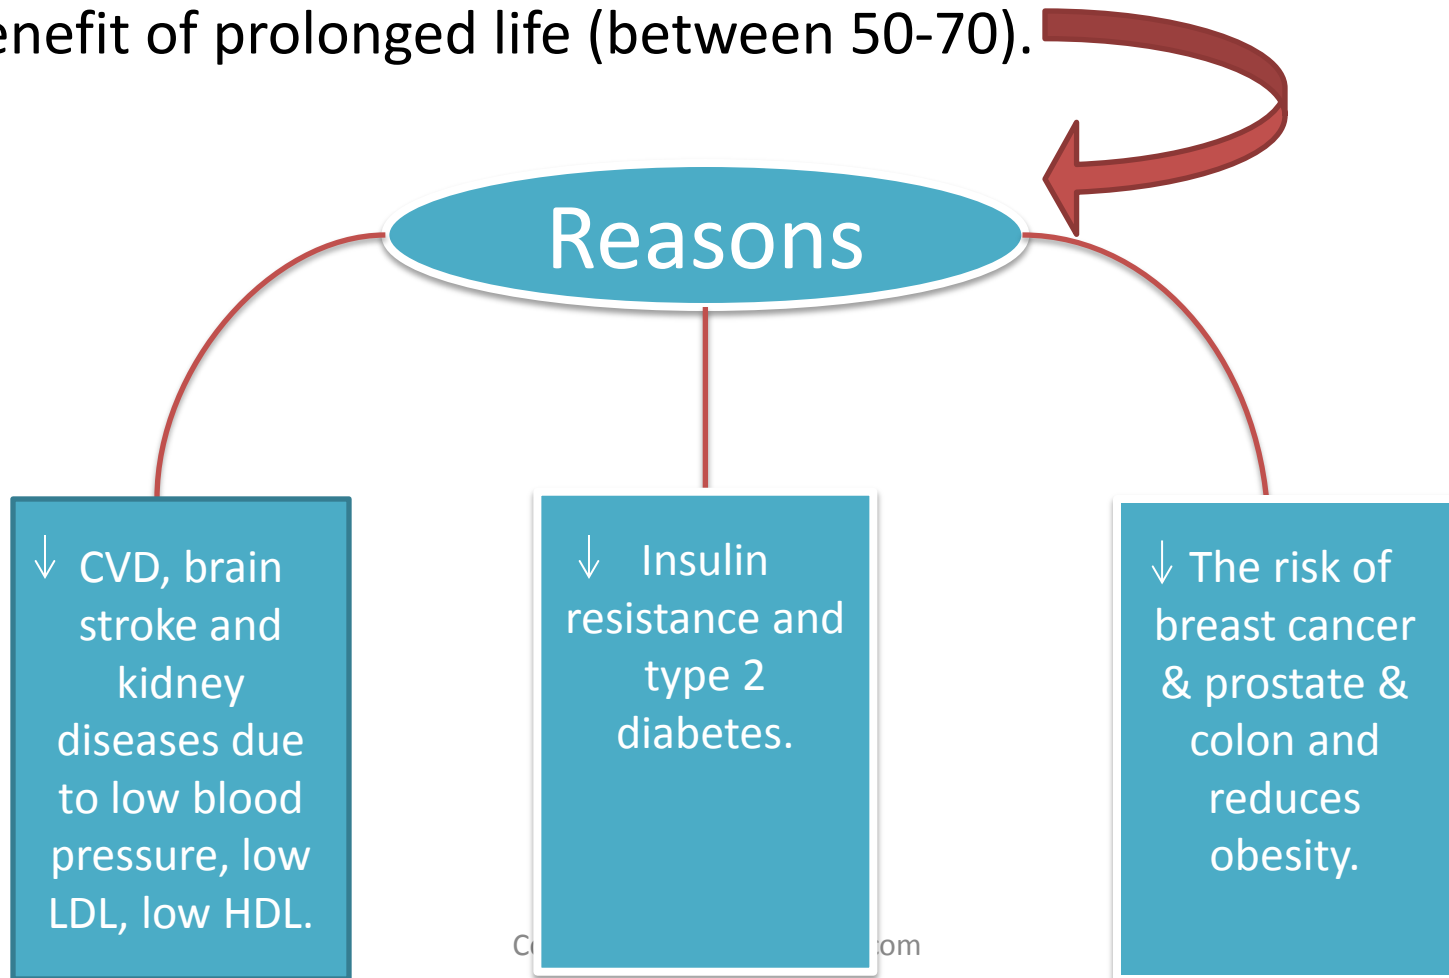 enefit of prolonged life (between 50-70).
Reasons
↓ CVD, brain
stroke and
kidney
diseases due
to low blood
pressure, low
LDL, low HDL.
↓ Insulin
resistance and
type 2
diabetes.
↓ The risk of
breast cancer
& prostate &
colon and
reduces
obesity.
com